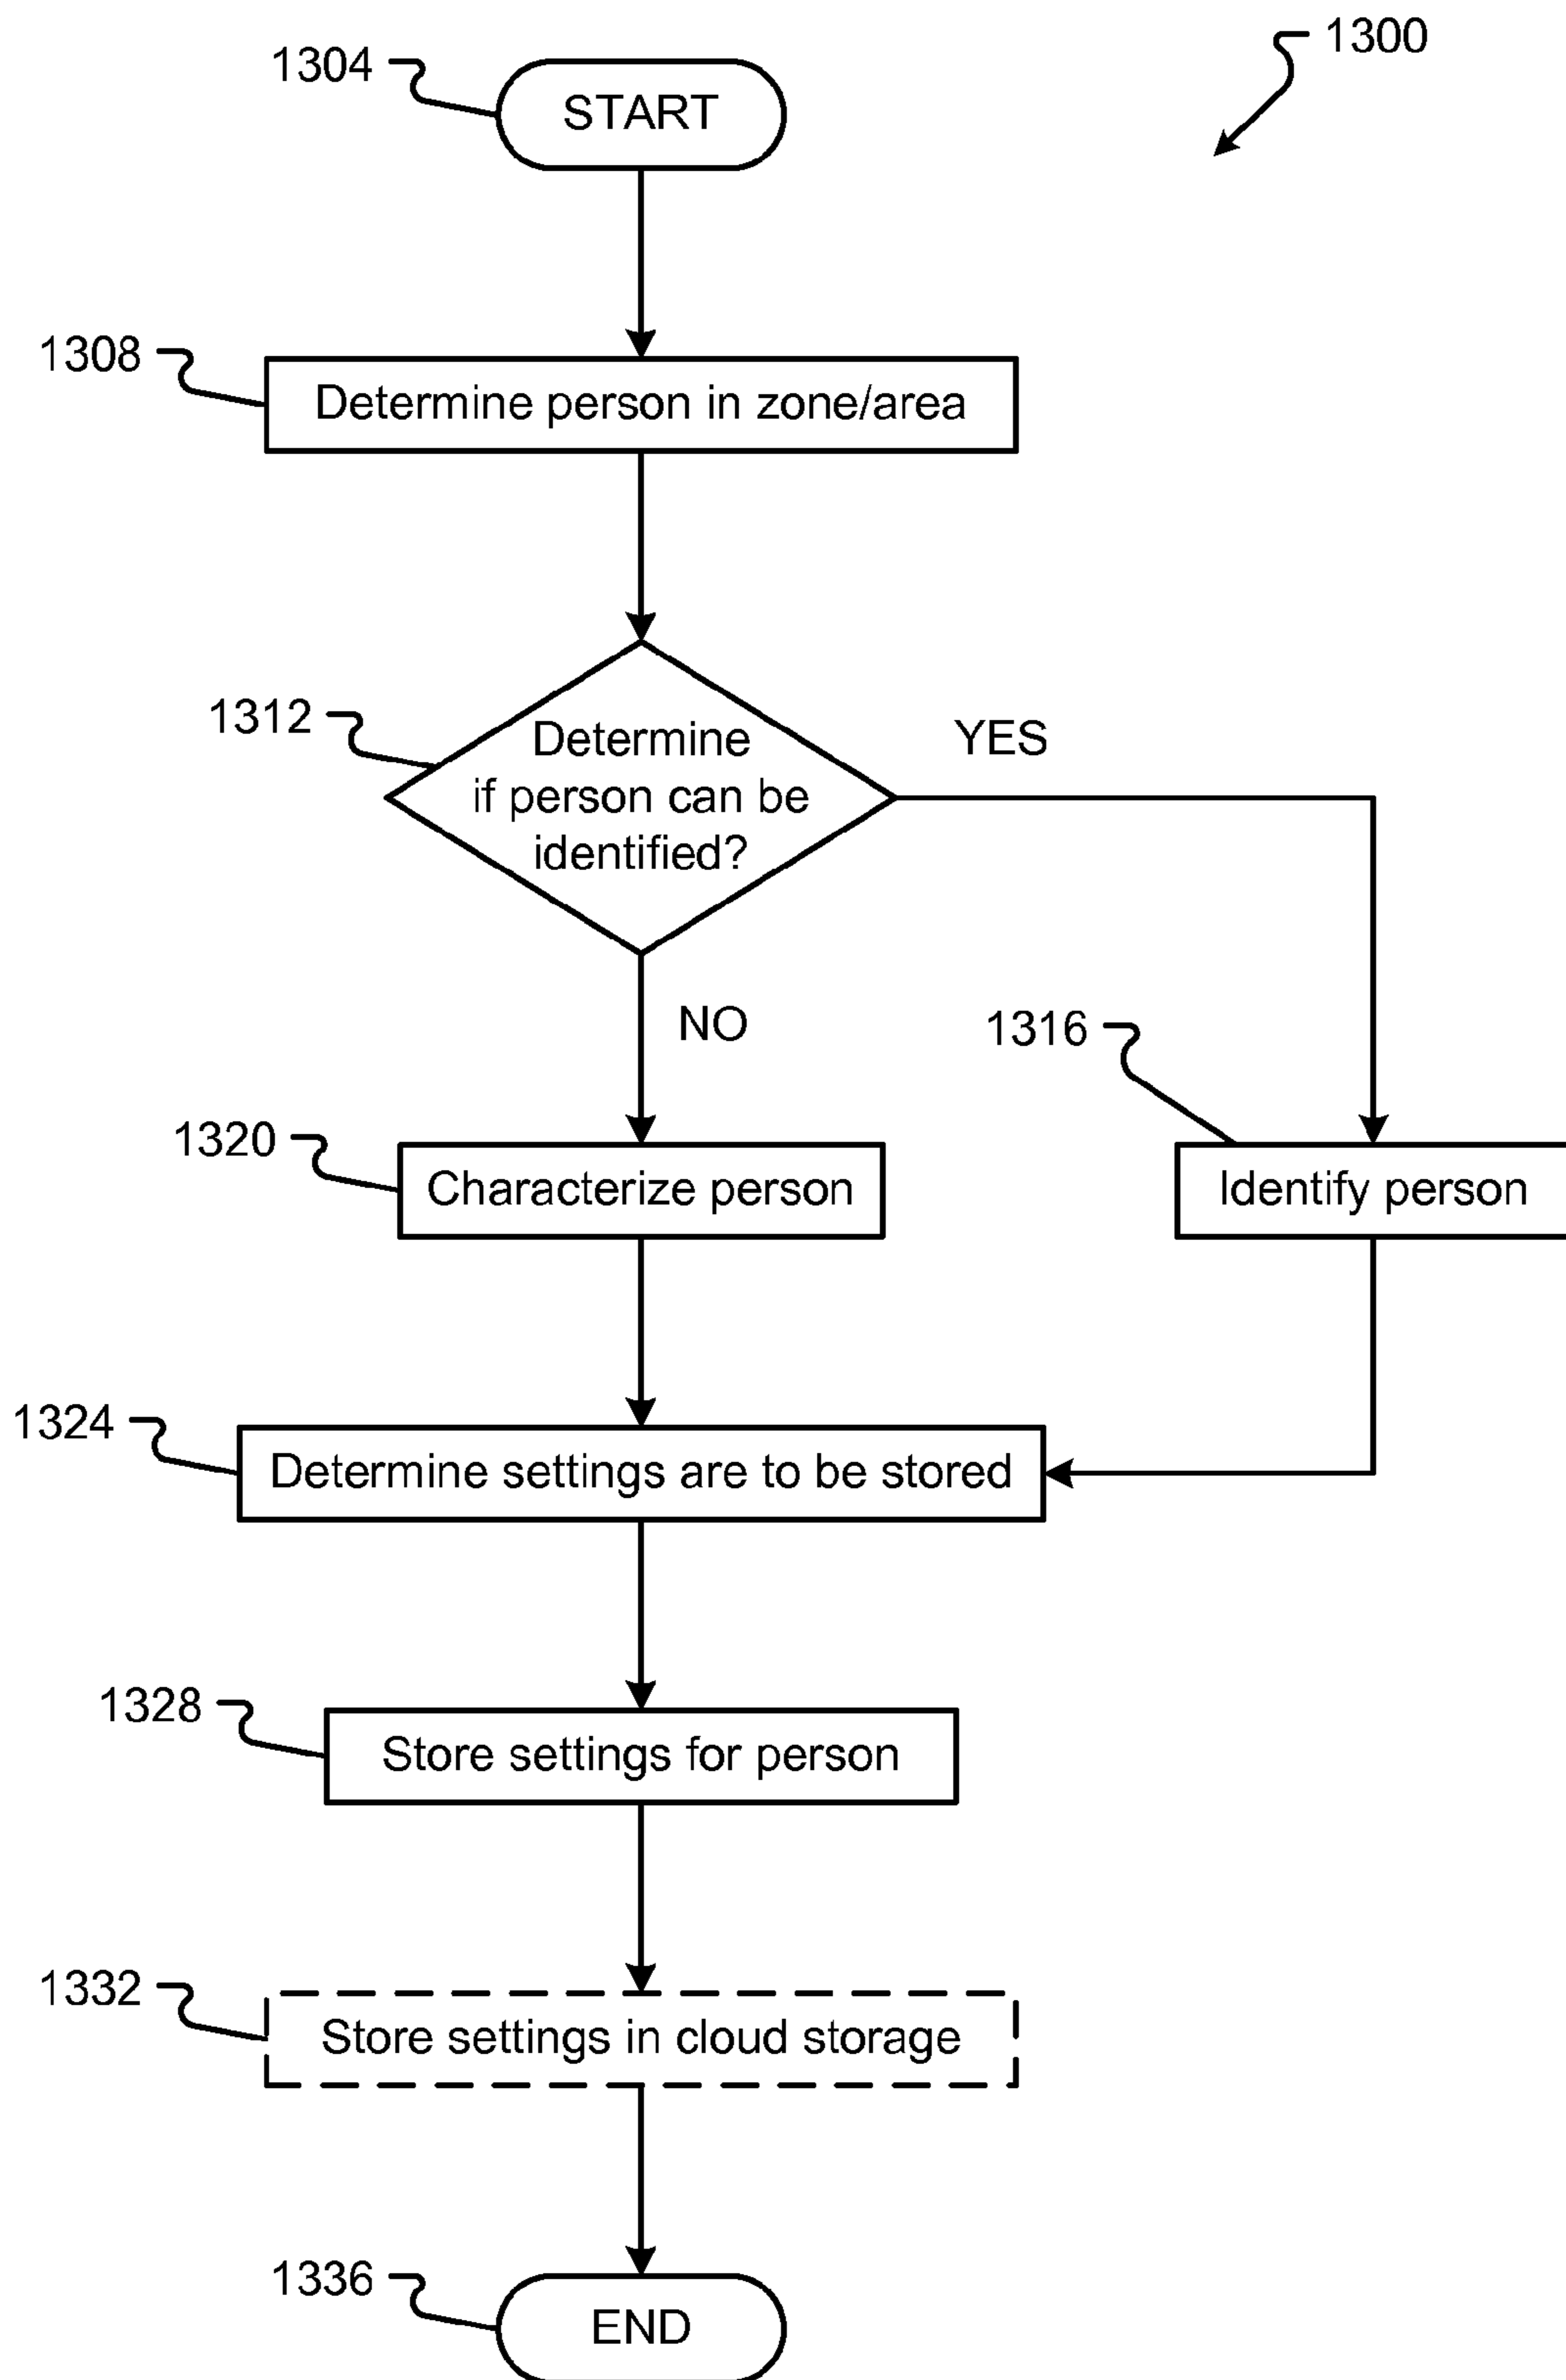 1300
1304
START
1308
Determine person in zone/area
1312
Determine
if person can be
identified?
YES
NO
1316
1320
Characterize person
Identify person
1324
Determine settings are to be stored
1328
Store settings for person
1332
Store settings in cloud storage
1336
END